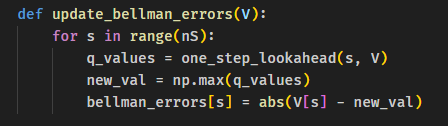 def update_bellman_errors(V):
    for s in range(nS):
        q_values = one_step_lookahead(s, V)
        new_val = np.max(q_values)
        bellman_errors[s] = abs(V[s] - new_val)